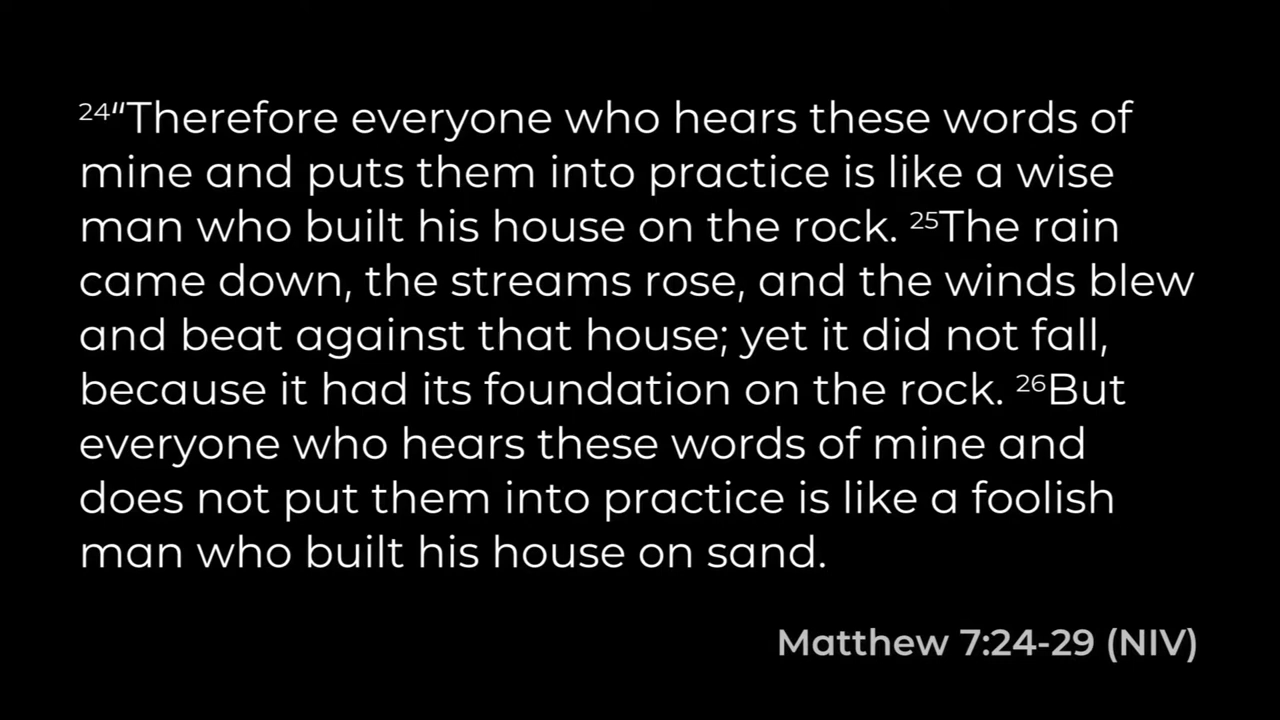 24“Therefore everyone who hears these words of
mine and puts them into practice is like a wise
man who built his house on the rock. 25The rain
came down, the streams rose, and the winds blew
and beat against that house; yet it did not fall,
because it had its foundation on the rock. 26But
everyone who hears these words of mine and
does not put them into practice is like a foolish
man who built his house on sand.
Matthew 7:24-29 (NIV)